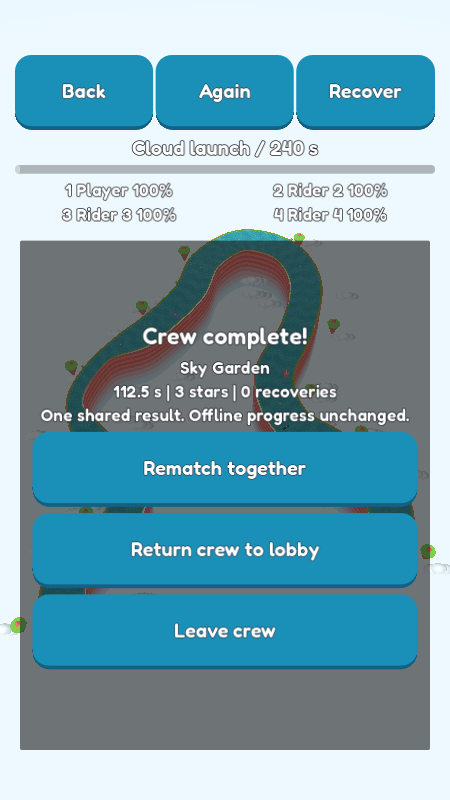 Back
Again
Recover
Cloud launch / 240 s
1 Player 100%
2 Rider 2 100%
3 Rider 3 100%
4 Rider 4 100%
Crew complete!
Sky Garden
112.5 s | 3 stars | 0 recoveries
One shared result. Offline progress unchanged.
Rematch together
Return crew to lobby
Leave crew